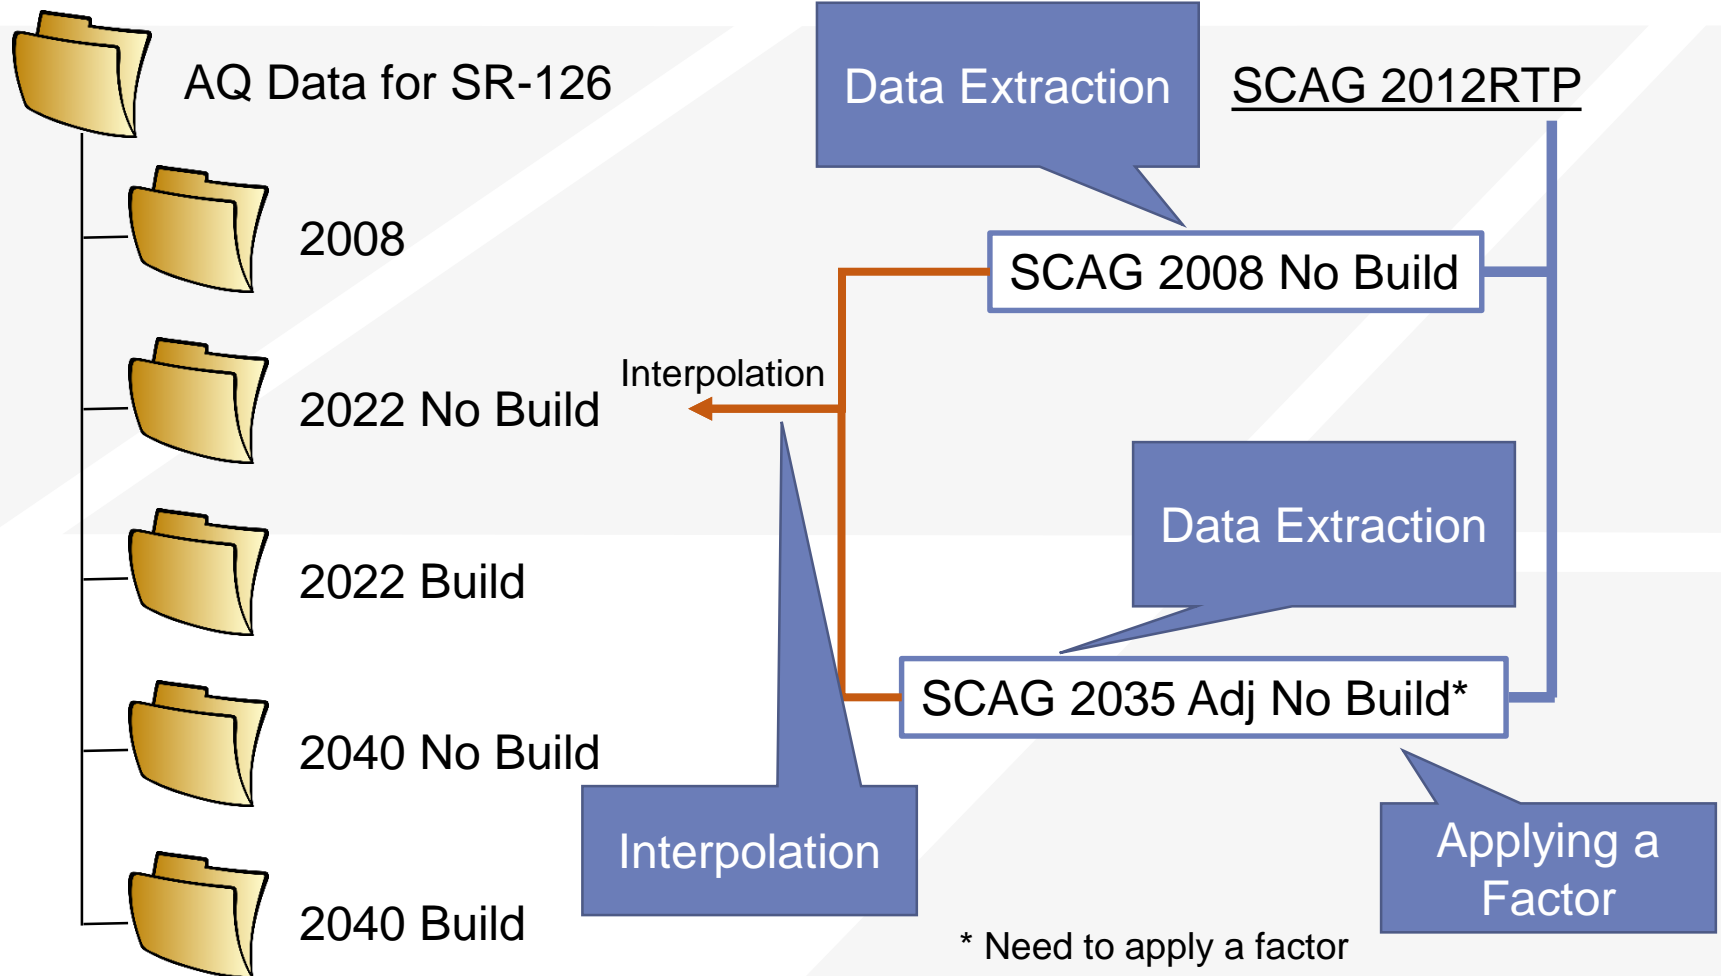 AQ Data for SR-126
2008
2022 No Build
2022 Build
2040 No Build
2040 Build
Data Extraction
SCAG 2012RTP
SCAG 2008 No Build
Interpolation
Data Extraction
SCAG 2035 Adj No Build*
Interpolation
Applying a
Factor
* Need to apply a factor